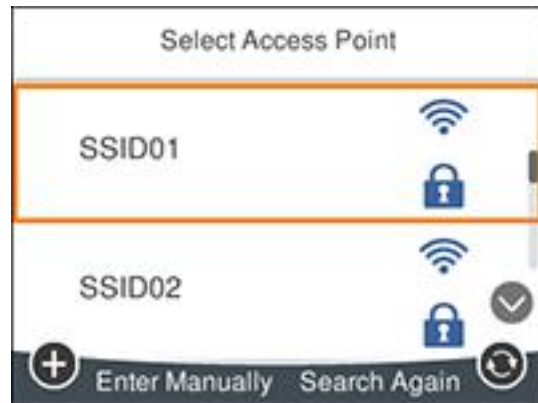 Select Access Point
SSID01
SSID02
Enter Manually Search Again